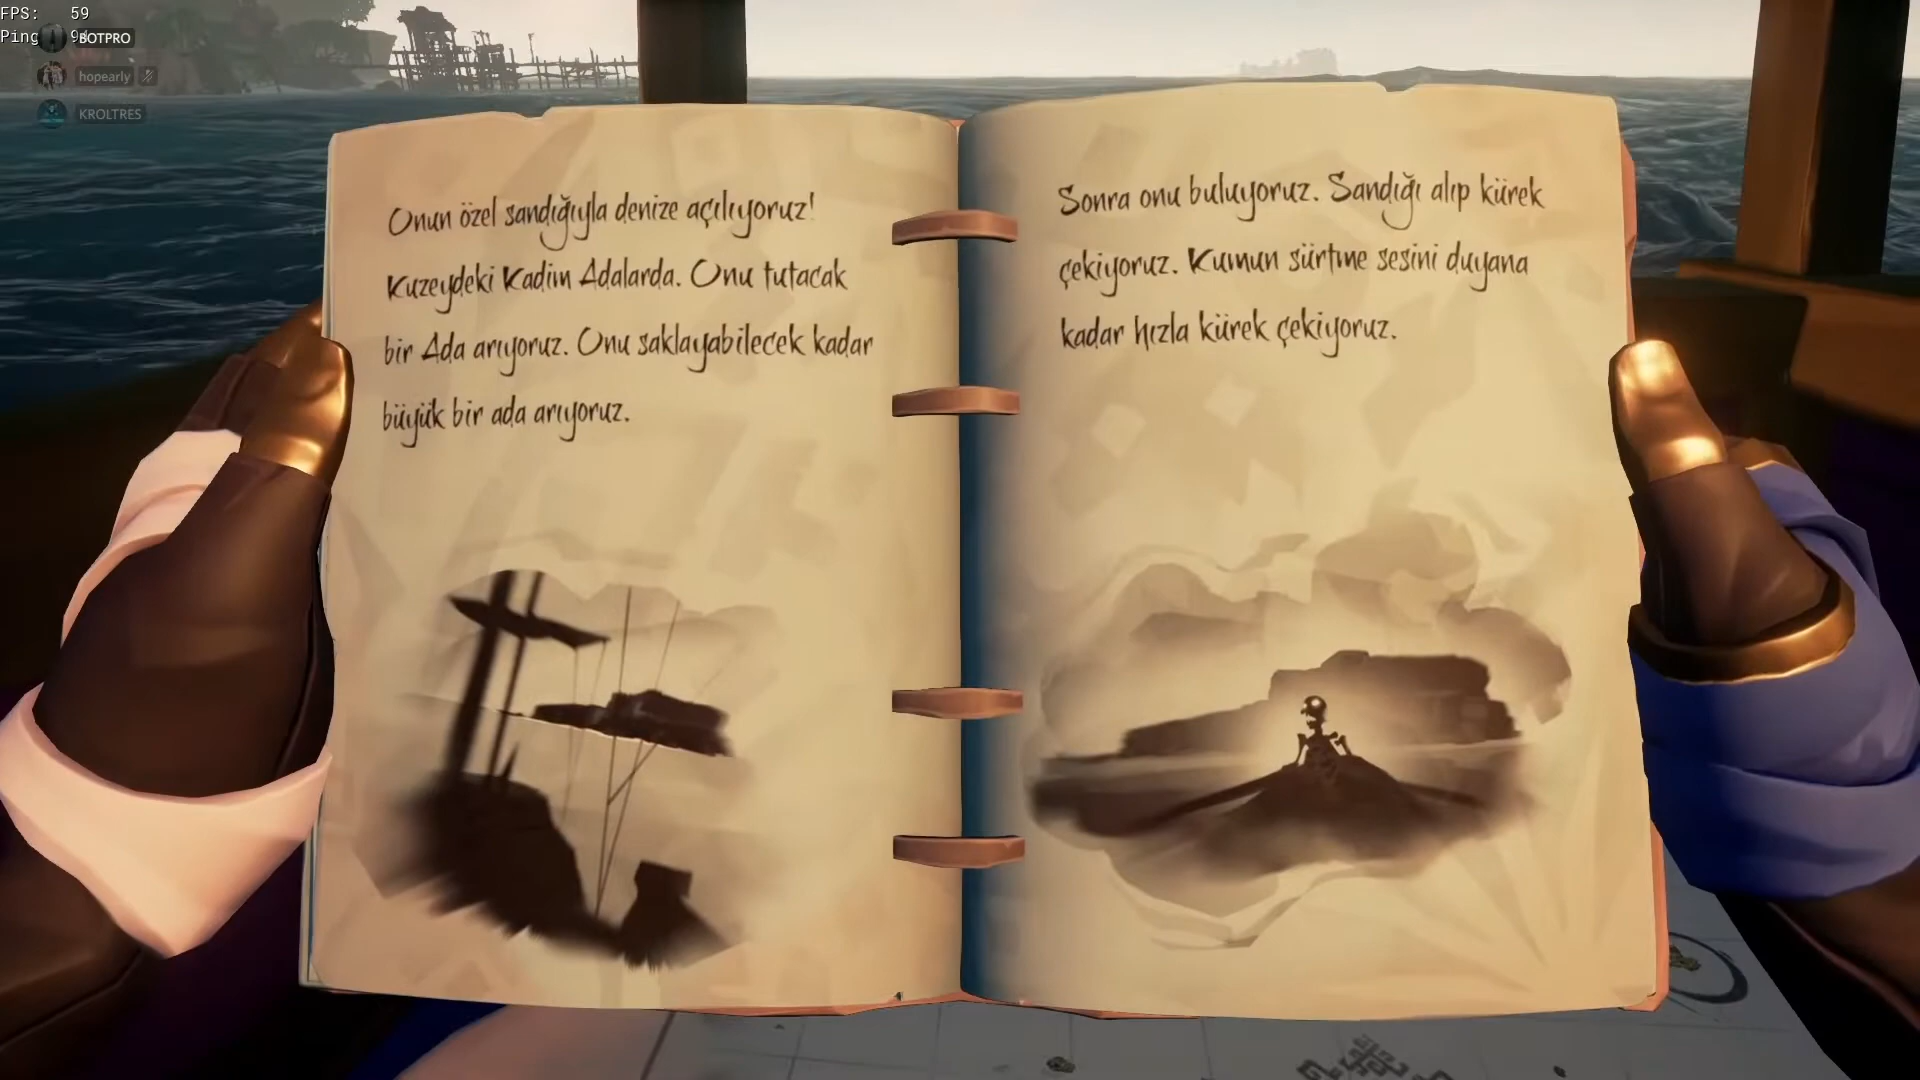 FPS: 59
Ping
BOTPRO
hopearly
KROLTRES
Onun özel sandığıyla denize açılıyoruz!
Kuzeydeki Kadim Adalarda. Onu tutacak
bir Ada arıyoruz. Onu saklayabilecek kadar
büyük bir ada arıyoruz.
Sonra onu buluyoruz. Sandığı alıp kürek
çekiyoruz. Kumun sürtme sesini duyana
kadar hızla kürek çekiyoruz.